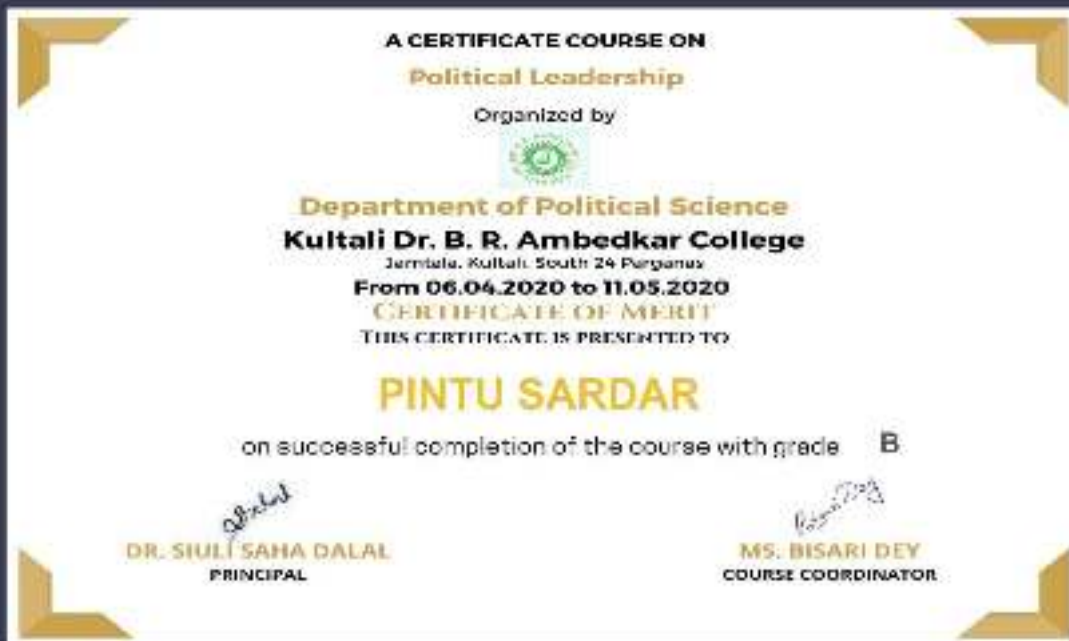 A CERTIFICATE COURSE ON
Political Leadership
Organized by
Department of Political Science
Kultali Dr. B. R. Ambedkar College
Jamtala, Kultali, South 24 Parganas
From 06.04.2020 to 11.05.2020
CERTIFICATE OF MERIT
THIS CERTIFICATE IS PRESENTED TO
PINTU SARDAR
on successful completion of the course with grade B
DR. SIULI SAHA DALAL
PRINCIPAL
MS. BISARI DEY
COURSE COORDINATOR